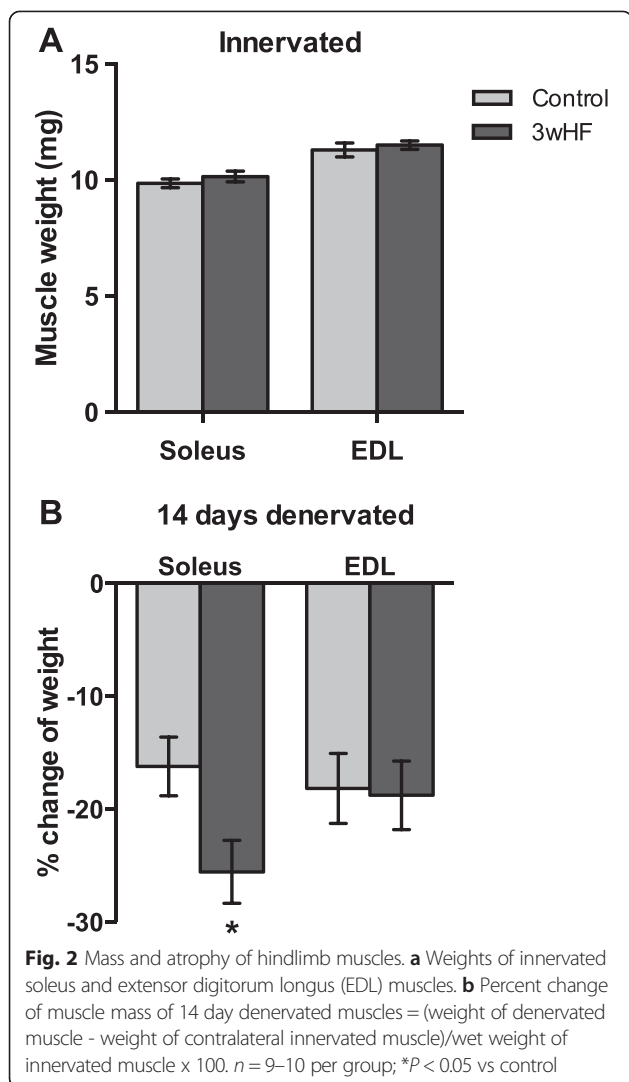 A
Innervated
15
10
5
0
Muscle weight (mg)
Control
3wHF
Soleus EDL
B
14 days denervated
Soleus EDL
0
-10
-20
-30
% change of weight
*
Fig. 2 Mass and atrophy of hindlimb muscles. a Weights of innervated
soleus and extensor digitorum longus (EDL) muscles. b Percent change
of muscle mass of 14 day denervated muscles = (weight of denervated
muscle - weight of contralateral innervated muscle)/wet weight of
innervated muscle x 100. n = 9–10 per group; *P < 0.05 vs control